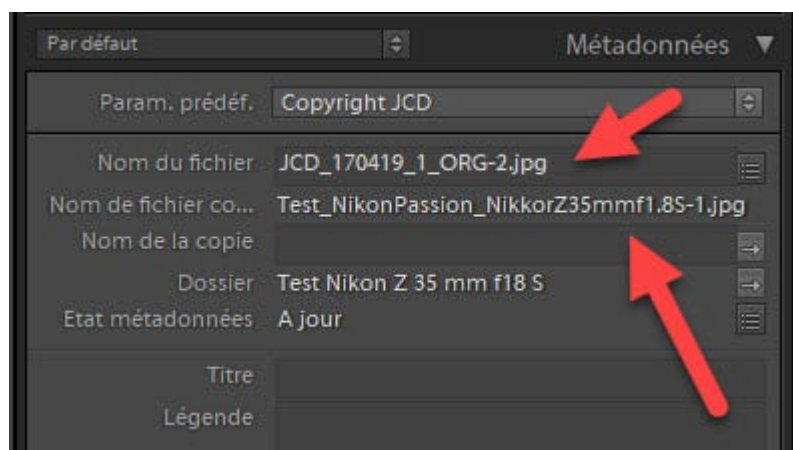 Par défaut Métadonnées
Param. prédéf. Copyright JCD
Nom du fichier JCD_170419_1_ORG-2.jpg
Nom de fichier co... Test_NikonPassion_NikkorZ35mmf1.8S-1.jpg
Nom de la copie
Dossier Test Nikon Z 35 mm f18 S
Etat métadonnées A jour
Titre
Légende